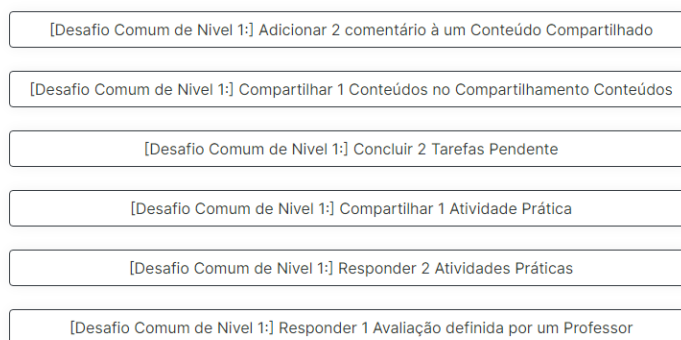 [Desafio Comum de Nivel 1:] Adicionar 2 comentário à um Conteúdo Compartilhado
[Desafio Comum de Nivel 1:] Compartilhar 1 Conteúdos no Compartilhamento Conteúdos
[Desafio Comum de Nivel 1:] Concluir 2 Tarefas Pendente
[Desafio Comum de Nivel 1:] Compartilhar 1 Atividade Prática
[Desafio Comum de Nivel 1:] Responder 2 Atividades Práticas
[Desafio Comum de Nivel 1:] Responder 1 Avaliação definida por um Professor